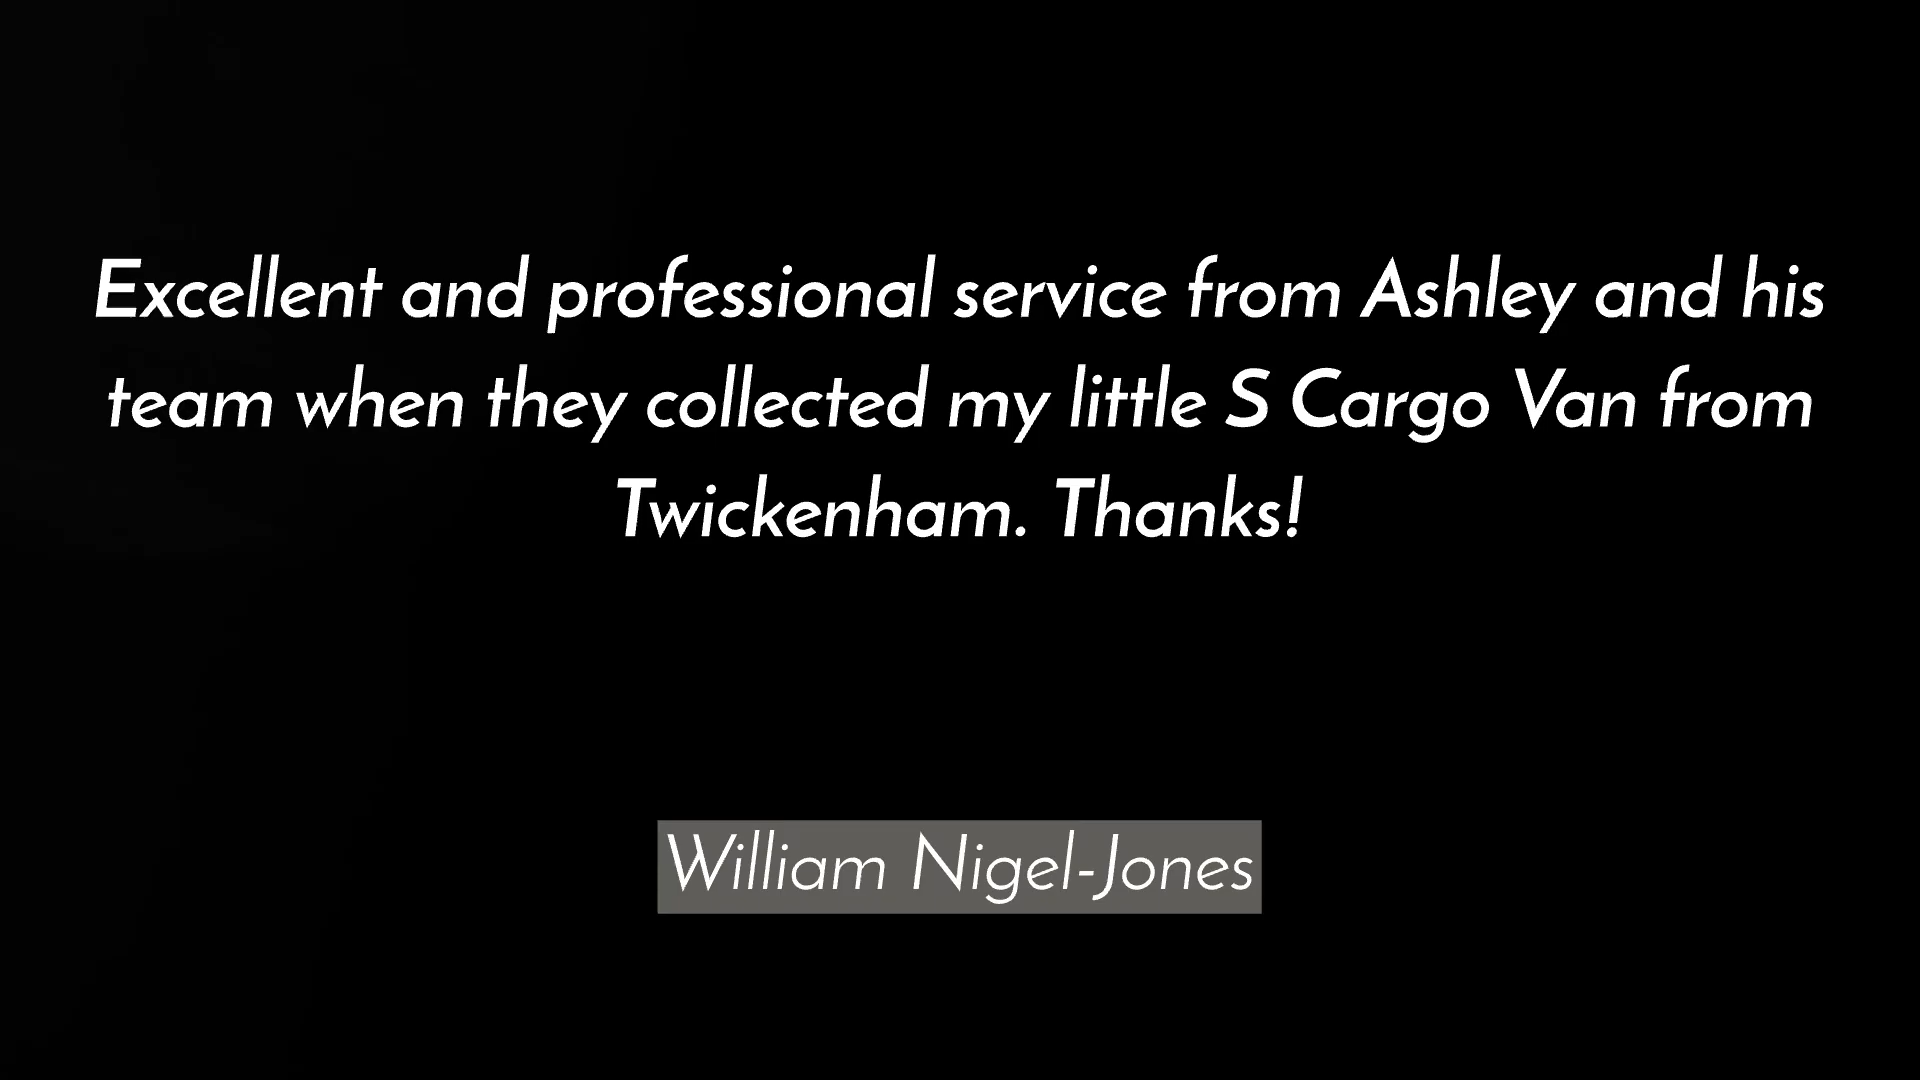 Excellent and professional service from Ashley and his
team when they collected my little S Cargo Van from
Twickenham. Thanks!
William Nigel-Jones